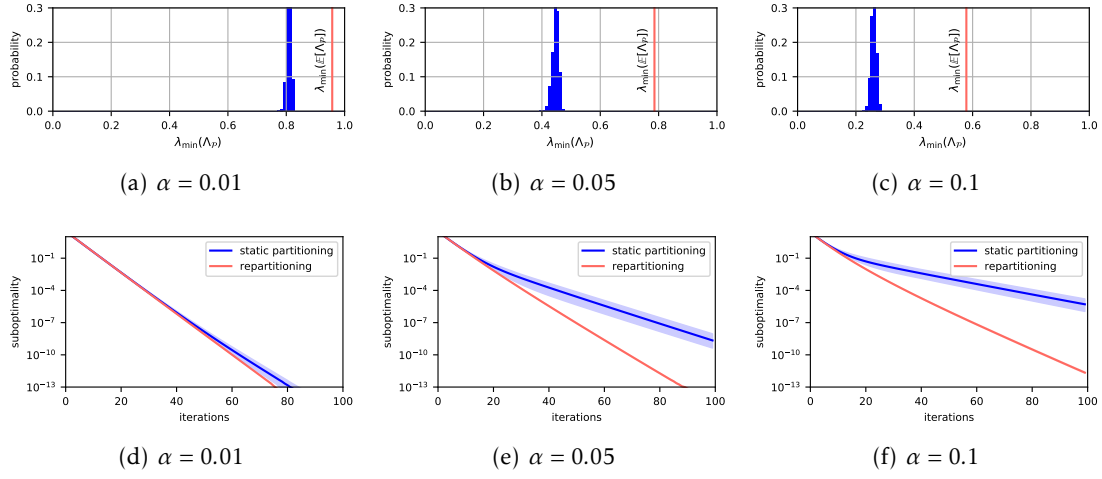 0.3
0.2
0.1
0.0
probability
λmin(𝔼[Λ𝒫])
0.0 0.2 0.4 0.6 0.8 1.0
λmin(Λ𝒫)
(a) α = 0.01
0.3
0.2
0.1
0.0
probability
λmin(𝔼[Λ𝒫])
0.0 0.2 0.4 0.6 0.8 1.0
λmin(Λ𝒫)
(b) α = 0.05
0.3
0.2
0.1
0.0
probability
λmin(𝔼[Λ𝒫])
0.0 0.2 0.4 0.6 0.8 1.0
λmin(Λ𝒫)
(c) α = 0.1
static partitioning
repartitioning
10⁻¹
10⁻⁴
10⁻⁷
10⁻¹⁰
10⁻¹³
suboptimality
0 20 40 60 80 100
iterations
(d) α = 0.01
static partitioning
repartitioning
10⁻¹
10⁻⁴
10⁻⁷
10⁻¹⁰
10⁻¹³
suboptimality
0 20 40 60 80 100
iterations
(e) α = 0.05
static partitioning
repartitioning
10⁻¹
10⁻⁴
10⁻⁷
10⁻¹⁰
10⁻¹³
suboptimality
0 20 40 60 80 100
iterations
(f) α = 0.1